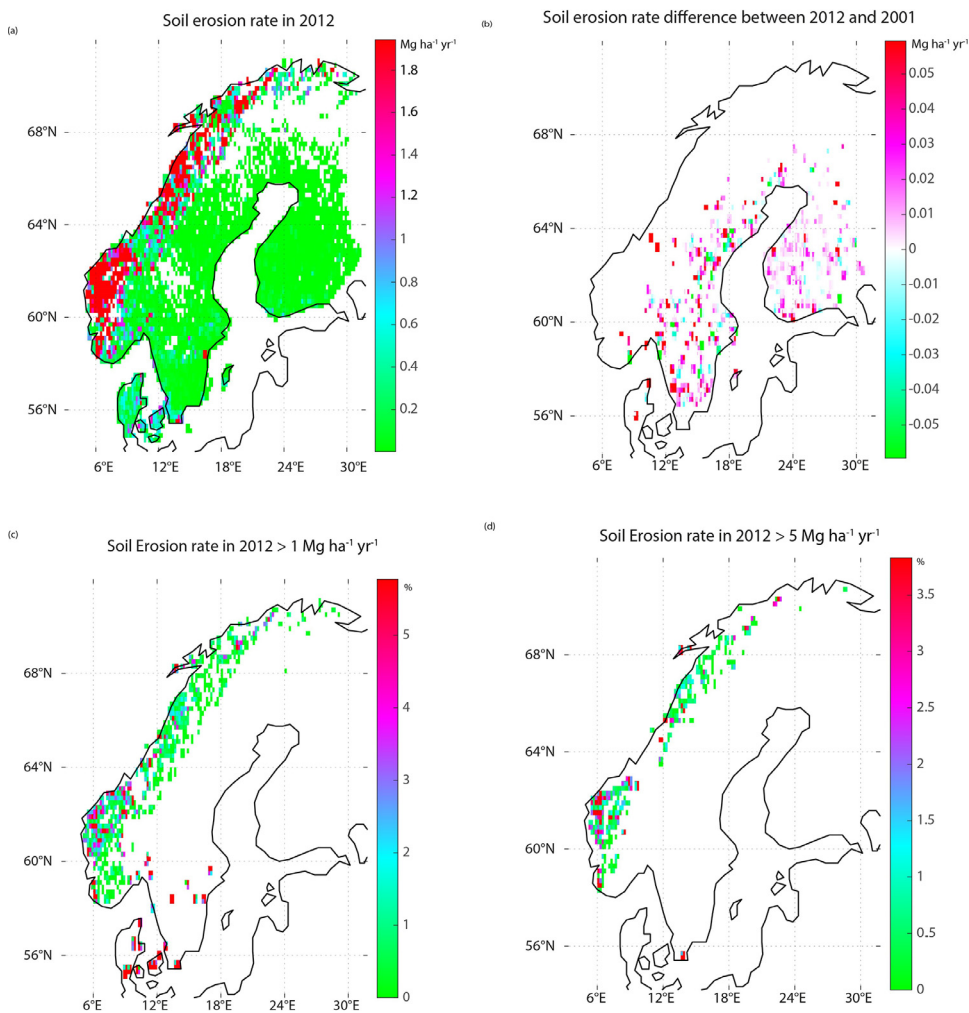 Soil erosion rate in 2012
(a)
Mg ha⁻¹ yr⁻¹
1.8
1.6
1.4
1.2
1
0.8
0.6
0.4
0.2
68°N
64°N
60°N
56°N
6°E 12°E 18°E 24°E 30°E
Soil erosion rate difference between 2012 and 2001
(b)
Mg ha⁻¹ yr⁻¹
0.05
0.04
0.03
0.02
0.01
0
−0.01
−0.02
−0.03
−0.04
−0.05
68°N
64°N
60°N
56°N
6°E 12°E 18°E 24°E 30°E
(c)
Soil Erosion rate in 2012 > 1 Mg ha⁻¹ yr⁻¹
%
5
4
3
2
1
0
68°N
64°N
60°N
56°N
6°E 12°E 18°E 24°E 30°E
(d)
Soil Erosion rate in 2012 > 5 Mg ha⁻¹ yr⁻¹
%
3.5
3
2.5
2
1.5
1
0.5
0
68°N
64°N
60°N
56°N
6°E 12°E 18°E 24°E 30°E